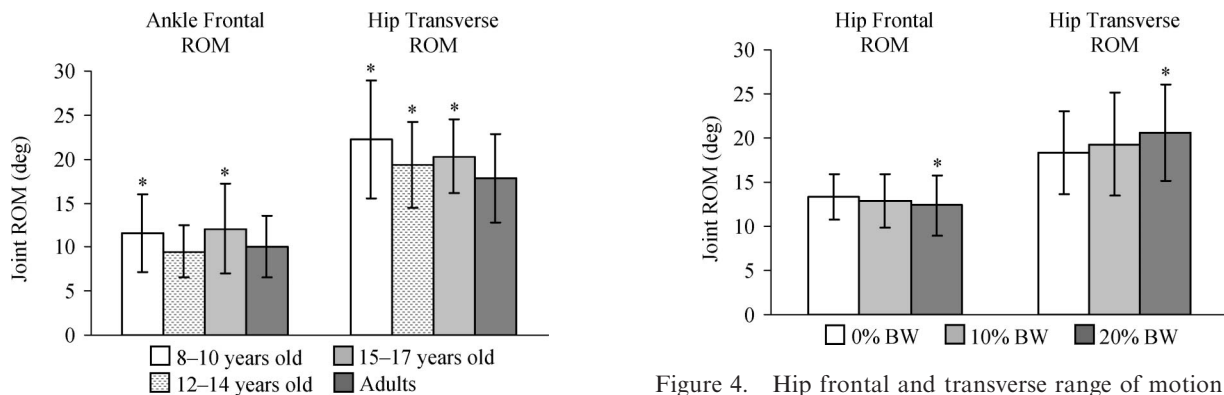 Ankle Frontal
ROM
Hip Transverse
ROM
Joint ROM (deg)
30
25
20
15
10
5
0
*
*
*
*
*
8–10 years old
15–17 years old
12–14 years old
Adults
Hip Frontal
ROM
Hip Transverse
ROM
Joint ROM (deg)
30
25
20
15
10
5
0
*
*
0% BW
10% BW
20% BW
Figure 4. Hip frontal and transverse range of motion